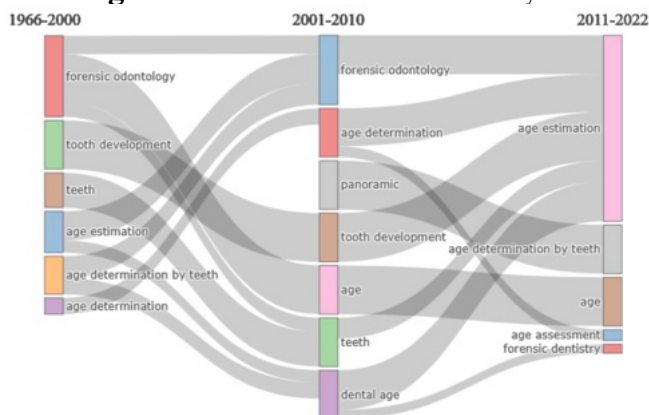 1966-2000
2001-2010
2011-2022
forensic odontology
tooth development
teeth
age estimation
age determination by teeth
age determination
forensic odontology
age determination
panoramic
tooth development
age
teeth
dental age
age estimation
age determination by teeth
age
age assessment
forensic dentistry